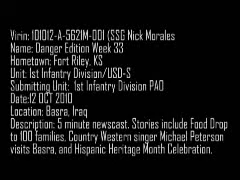 Virin: 101012-A-5621M-001 (SSG Nick Morales
Name: Danger Edition Week 33
Hometown: Fort Riley, KS
Unit: 1st Infantry Division/USD-S
Submitting Unit:  1st Infantry Division PAO
Date:12 OCT 2010
Location: Basra, Iraq
Description: 5 minute newscast. Stories include Food Drop
to 100 families, Country Western singer Michael Peterson
visits Basra, and Hispanic Heritage Month Celebration.